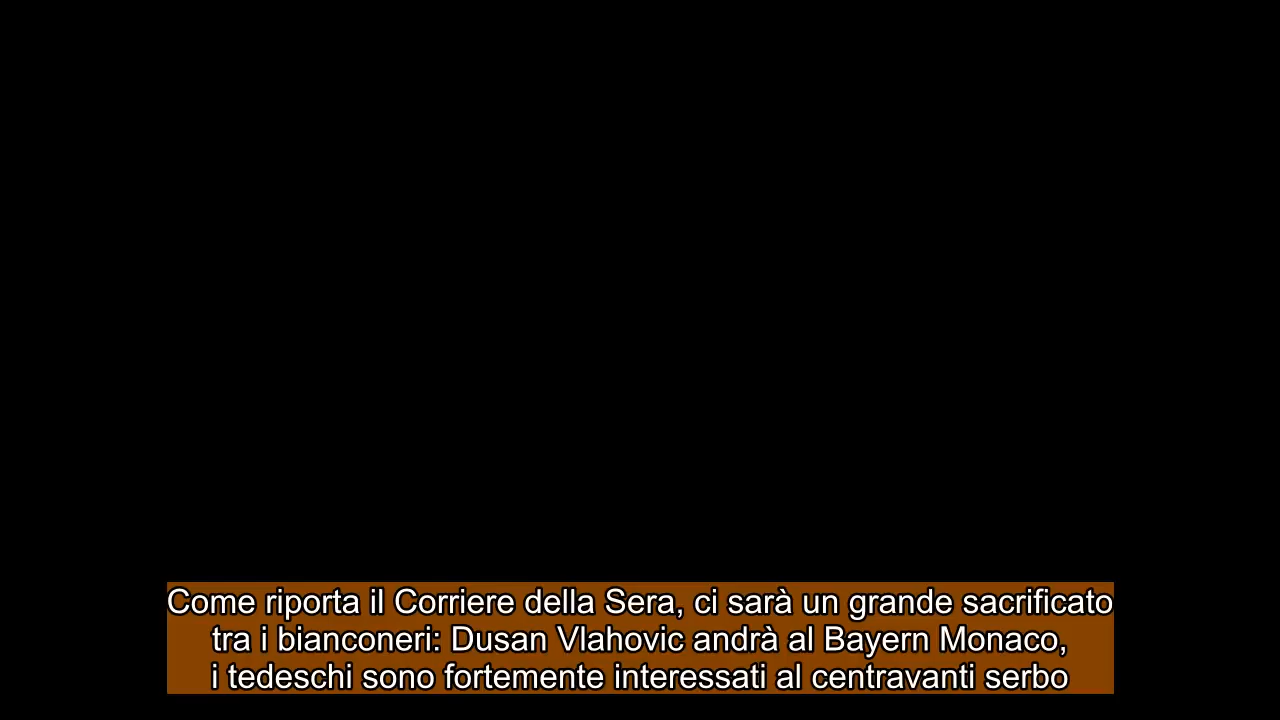 Come riporta il Corriere della Sera, ci sarà un grande sacrificato
tra i bianconeri: Dusan Vlahovic andrà al Bayern Monaco,
i tedeschi sono fortemente interessati al centravanti serbo